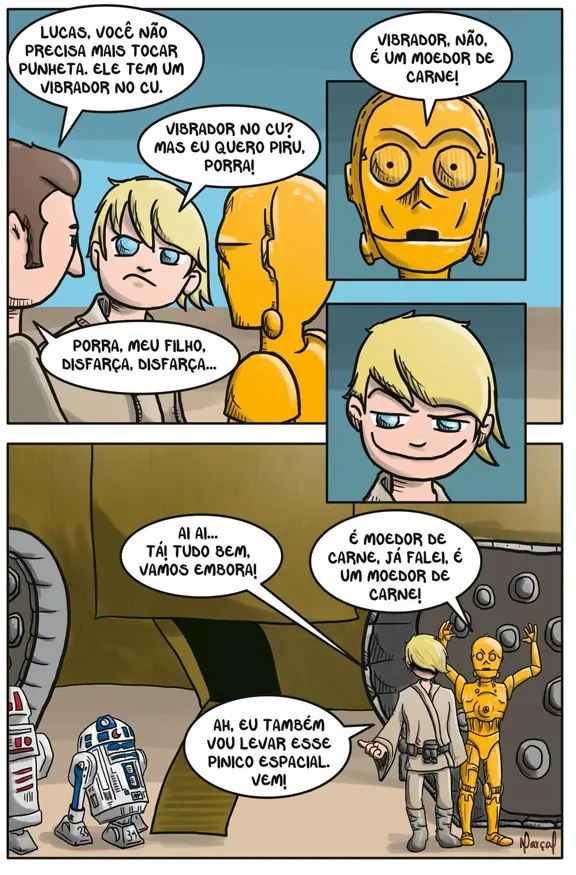 LUCAS, VOCÊ NÃO
PRECISA MAIS TOCAR
PUNHETA. ELE TEM UM
VIBRADOR NO CU.
VIBRADOR NO CU?
MAS EU QUERO PIRU,
PORRA!
VIBRADOR, NÃO,
É UM MOEDOR DE
CARNE!
PORRA, MEU FILHO,
DISFARÇA, DISFARÇA...
AI AI...
TÁ! TUDO BEM,
VAMOS EMBORA!
É MOEDOR DE
CARNE, JÁ FALEI, É
UM MOEDOR DE
CARNE!
AH, EU TAMBÉM
VOU LEVAR ESSE
PINICO ESPACIAL.
VEM!
Marçal